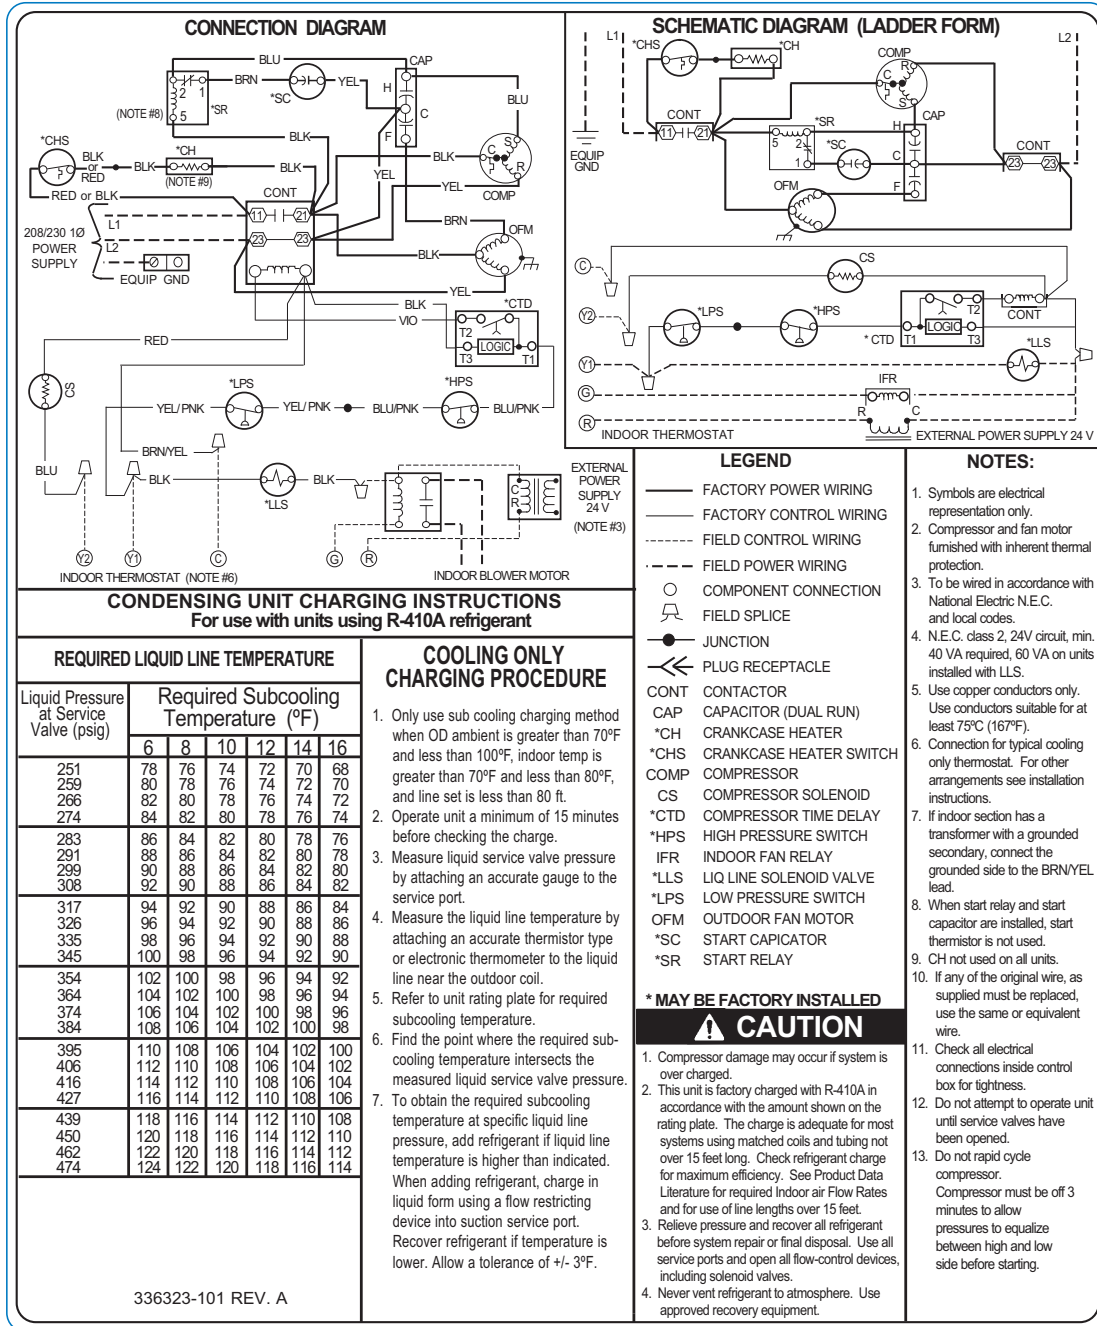 CONNECTION DIAGRAM
BLU
CAP
BRN
YEL
H
2 1
*SC
*SR
(NOTE #8)
5
C
BLU
BLK
F
*CHS
BLK
or
RED
BLK
*CH
(NOTE #9)
BLK
BLK
YEL
YEL
C
S
R
COMP
RED or BLK
CONT
11
21
BRN
208/230 1Ø
POWER
SUPPLY
L1
L2
23
23
OFM
BLK
EQUIP GND
YEL
BLK
VIO
*CTD
T2
LOGIC
T3
T1
RED
CS
*LPS
*HPS
YEL/PNK
YEL/PNK
BLU/PNK
BLU/PNK
BRN/YEL
BLU
BLK
BLK
*LLS
C
R
EXTERNAL
POWER
SUPPLY
24 V
(NOTE #3)
Y2
Y1
C
G
R
INDOOR THERMOSTAT (NOTE #6)
INDOOR BLOWER MOTOR
SCHEMATIC DIAGRAM (LADDER FORM)
L1
*CHS
*CH
L2
COMP
R
C
S
CONT
11
21
*SR
CAP
5
2
1
*SC
H
C
F
CONT
23
23
EQUIP
GND
OFM
C
CS
Y2
*LPS
*HPS
T2
CONT
LOGIC
* CTD
T1
T3
*LLS
Y1
G
IFR
R
C
R
INDOOR THERMOSTAT
EXTERNAL POWER SUPPLY 24 V
CONDENSING UNIT CHARGING INSTRUCTIONS
For use with units using R-410A refrigerant
REQUIRED LIQUID LINE TEMPERATURE
Liquid Pressure
at Service
Valve (psig)
Required Subcooling
Temperature (ºF)
6 8 10 12 14 16
251 78 76 74 72 70 68
259 80 78 76 74 72 70
266 82 80 78 76 74 72
274 84 82 80 78 76 74
283 86 84 82 80 78 76
291 88 86 84 82 80 78
299 90 88 86 84 82 80
308 92 90 88 86 84 82
317 94 92 90 88 86 84
326 96 94 92 90 88 86
335 98 96 94 92 90 88
345 100 98 96 94 92 90
354 102 100 98 96 94 92
364 104 102 100 98 96 94
374 106 104 102 100 98 96
384 108 106 104 102 100 98
395 110 108 106 104 102 100
406 112 110 108 106 104 102
416 114 112 110 108 106 104
427 116 114 112 110 108 106
439 118 116 114 112 110 108
450 120 118 116 114 112 110
462 122 120 118 116 114 112
474 124 122 120 118 116 114
336323-101 REV. A
COOLING ONLY
CHARGING PROCEDURE
1. Only use sub cooling charging method
when OD ambient is greater than 70ºF
and less than 100ºF, indoor temp is
greater than 70ºF and less than 80ºF,
and line set is less than 80 ft.
2. Operate unit a minimum of 15 minutes
before checking the charge.
3. Measure liquid service valve pressure
by attaching an accurate gauge to the
service port.
4. Measure the liquid line temperature by
attaching an accurate thermistor type
or electronic thermometer to the liquid
line near the outdoor coil.
5. Refer to unit rating plate for required
subcooling temperature.
6. Find the point where the required sub-
cooling temperature intersects the
measured liquid service valve pressure.
7. To obtain the required subcooling
temperature at specific liquid line
pressure, add refrigerant if liquid line
temperature is higher than indicated.
When adding refrigerant, charge in
liquid form using a flow restricting
device into suction service port.
Recover refrigerant if temperature is
lower. Allow a tolerance of +/- 3ºF.
LEGEND
FACTORY POWER WIRING
FACTORY CONTROL WIRING
FIELD CONTROL WIRING
FIELD POWER WIRING
COMPONENT CONNECTION
FIELD SPLICE
JUNCTION
PLUG RECEPTACLE
CONT CONTACTOR
CAP CAPACITOR (DUAL RUN)
*CH CRANKCASE HEATER
*CHS CRANKCASE HEATER SWITCH
COMP COMPRESSOR
CS COMPRESSOR SOLENOID
*CTD COMPRESSOR TIME DELAY
*HPS HIGH PRESSURE SWITCH
IFR INDOOR FAN RELAY
*LLS LIQ LINE SOLENOID VALVE
*LPS LOW PRESSURE SWITCH
OFM OUTDOOR FAN MOTOR
*SC START CAPICATOR
*SR START RELAY
* MAY BE FACTORY INSTALLED
CAUTION
1. Compressor damage may occur if system is
over charged.
2. This unit is factory charged with R-410A in
accordance with the amount shown on the
rating plate. The charge is adequate for most
systems using matched coils and tubing not
over 15 feet long. Check refrigerant charge
for maximum efficiency. See Product Data
Literature for required Indoor air Flow Rates
and for use of line lengths over 15 feet.
3. Relieve pressure and recover all refrigerant
before system repair or final disposal. Use all
service ports and open all flow-control devices,
including solenoid valves.
4. Never vent refrigerant to atmosphere. Use
approved recovery equipment.
NOTES:
1. Symbols are electrical
representation only.
2. Compressor and fan motor
furnished with inherent thermal
protection.
3. To be wired in accordance with
National Electric N.E.C.
and local codes.
4. N.E.C. class 2, 24V circuit, min.
40 VA required, 60 VA on units
installed with LLS.
5. Use copper conductors only.
Use conductors suitable for at
least 75ºC (167ºF).
6. Connection for typical cooling
only thermostat. For other
arrangements see installation
instructions.
7. If indoor section has a
transformer with a grounded
secondary, connect the
grounded side to the BRN/YEL
lead.
8. When start relay and start
capacitor are installed, start
thermistor is not used.
9. CH not used on all units.
10. If any of the original wire, as
supplied must be replaced,
use the same or equivalent
wire.
11. Check all electrical
connections inside control
box for tightness.
12. Do not attempt to operate unit
until service valves have
been opened.
13. Do not rapid cycle
compressor.
Compressor must be off 3
minutes to allow
pressures to equalize
between high and low
side before starting.